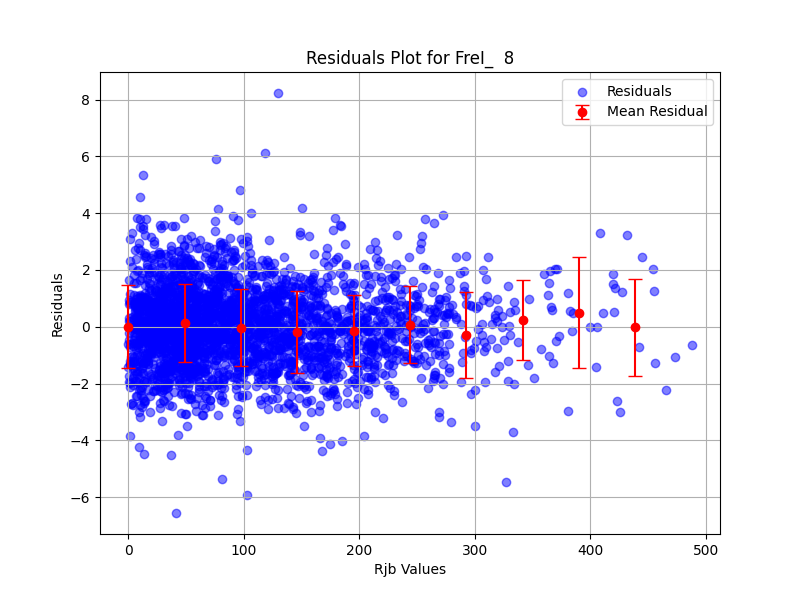 Residuals Plot for FreI_  8
Residuals
Mean Residual
8
6
4
2
0
−2
−4
−6
Residuals
0 100 200 300 400 500
Rjb Values